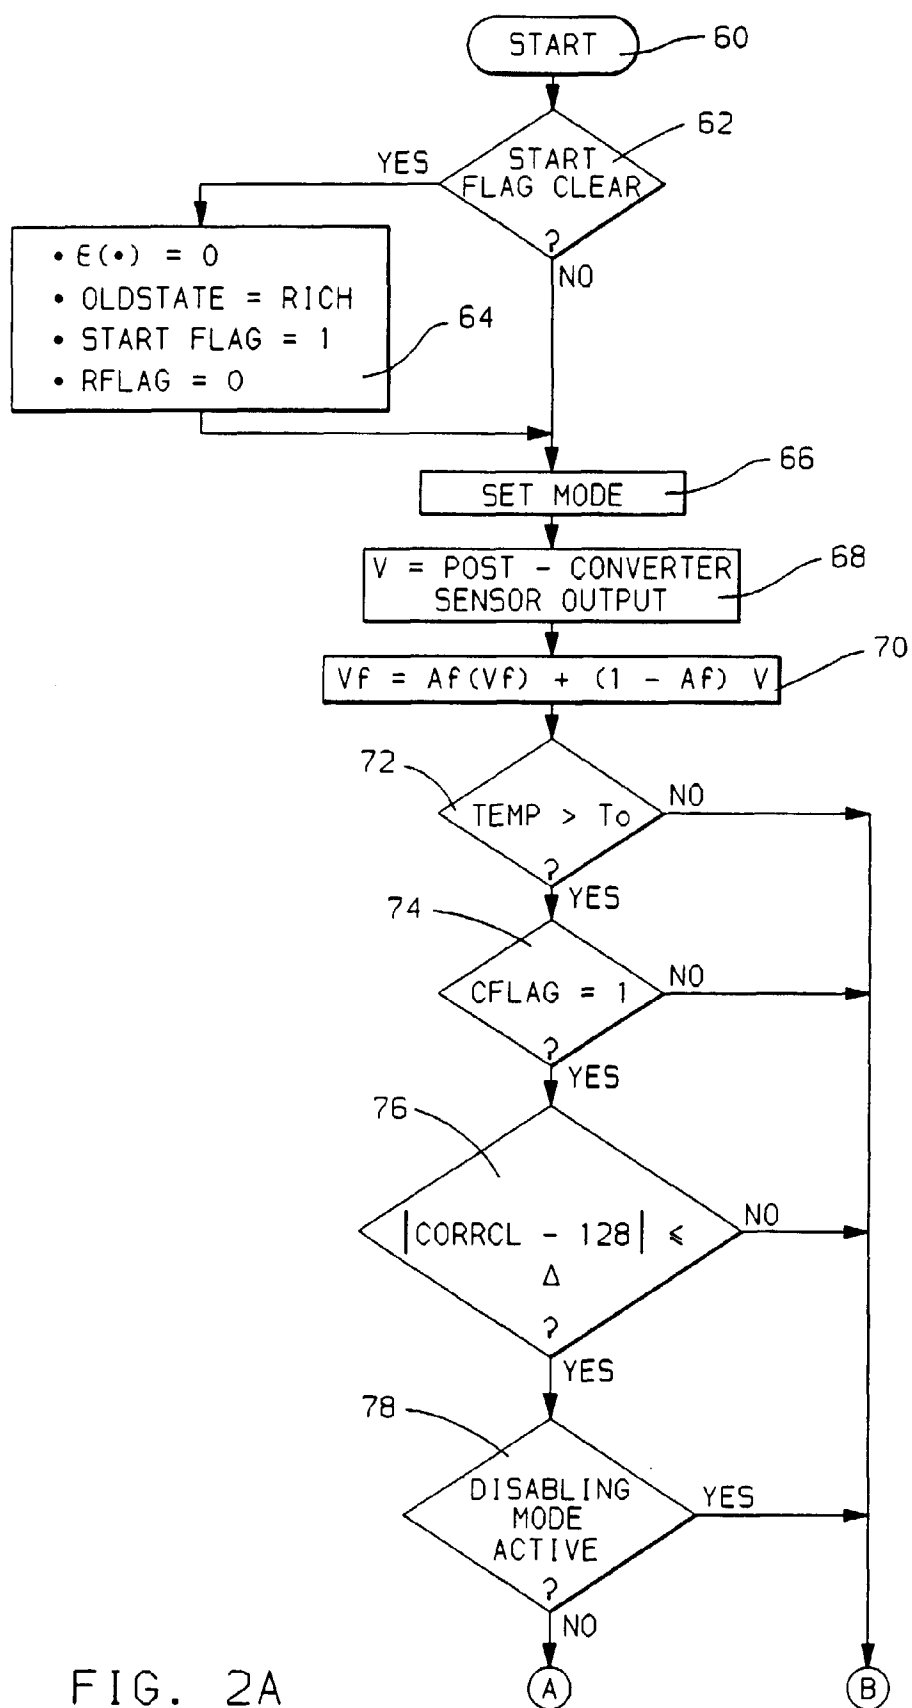 START
60
62
START
FLAG CLEAR
?
YES
NO
• E(•) = 0
• OLDSTATE = RICH
• START FLAG = 1
• RFLAG = 0
64
66
SET MODE
68
V = POST - CONVERTER
SENSOR OUTPUT
70
Vf = Af(Vf) + (1 - Af) V
72
TEMP > To
?
NO
YES
74
CFLAG = 1
?
NO
YES
76
|CORRCL - 128| ⩽
Δ
?
NO
YES
78
DISABLING
MODE
ACTIVE
?
YES
NO
A
B
FIG. 2A